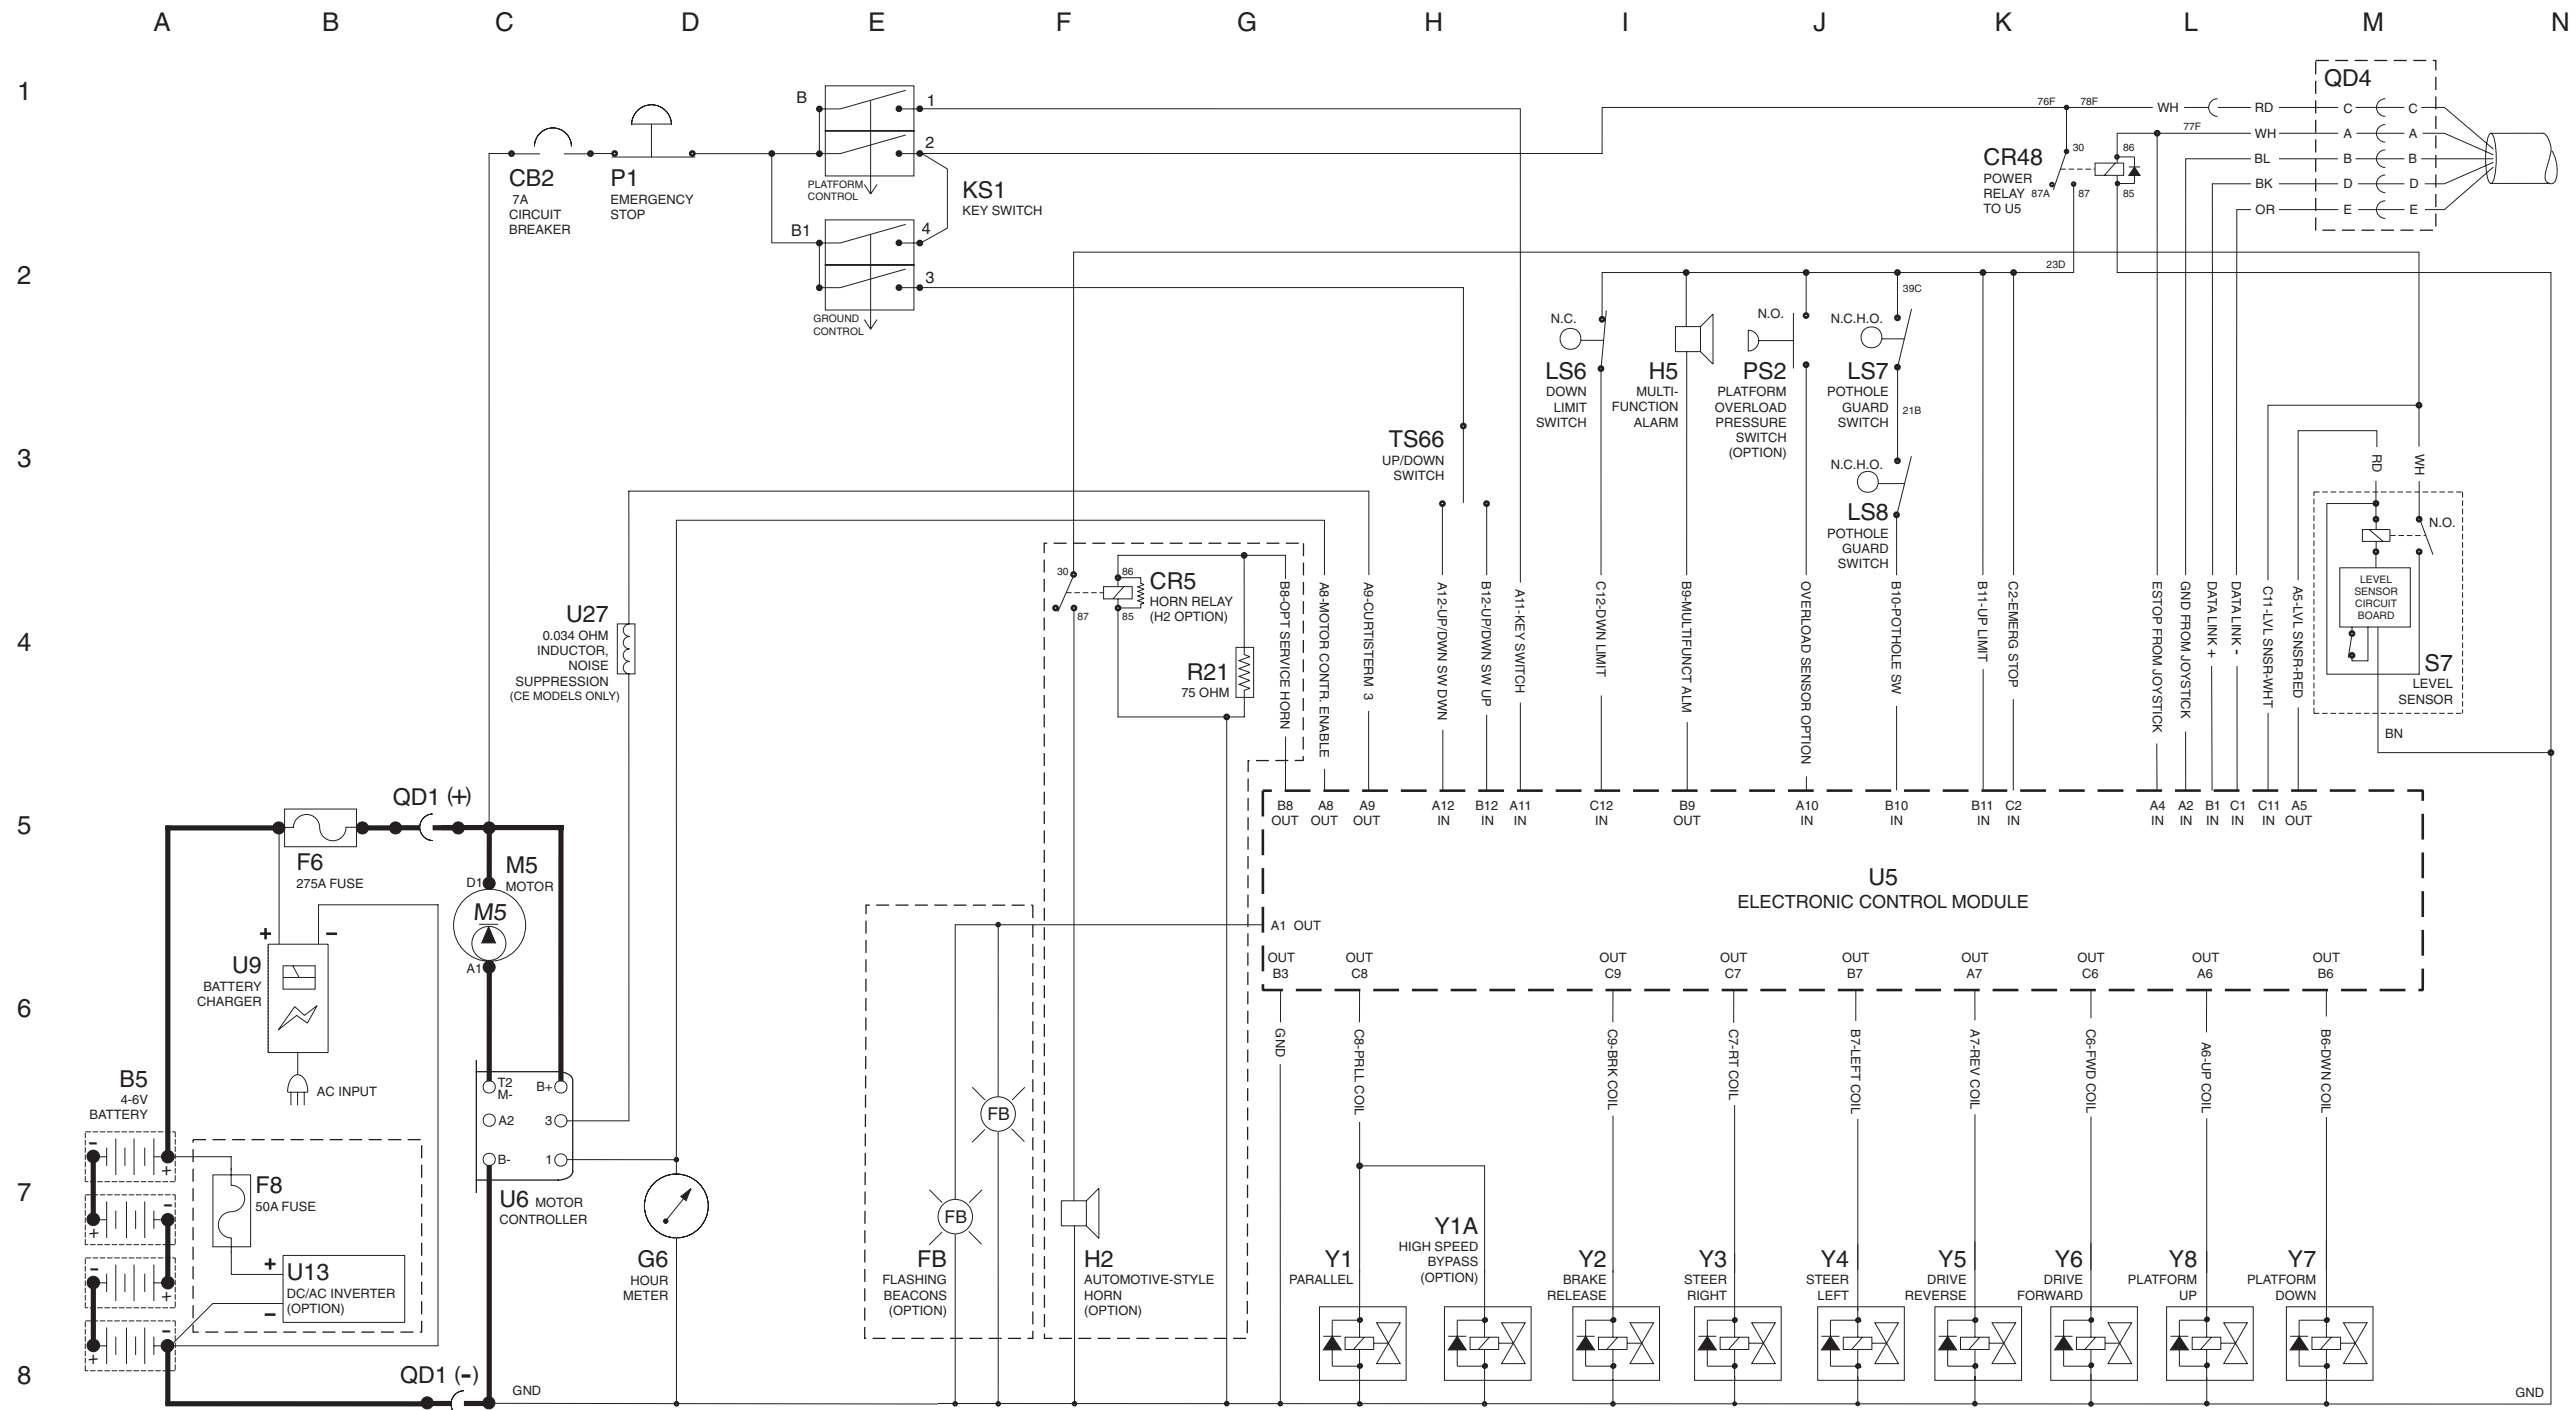 A B C D E F G H I J K L M N
1
2
3
4
5
6
7
8
CB2
7A
CIRCUIT
BREAKER
P1
EMERGENCY
STOP
B
1
2
PLATFORM
CONTROL
KS1
KEY SWITCH
B1
4
3
GROUND
CONTROL
76F 78F
WH RD C C
77F WH A A
BL B B
BK D D
OR E E
QD4
CR48
POWER
RELAY
TO U5
30
86
87A
87
85
23D
39C
N.C.
LS6
DOWN
LIMIT
SWITCH
H5
MULTI-
FUNCTION
ALARM
N.O.
PS2
PLATFORM
OVERLOAD
PRESSURE
SWITCH
(OPTION)
N.C.H.O.
LS7
POTHOLE
GUARD
SWITCH
21B
N.C.H.O.
LS8
POTHOLE
GUARD
SWITCH
TS66
UP/DOWN
SWITCH
RD
WH
N.O.
LEVEL
SENSOR
CIRCUIT
BOARD
S7
LEVEL
SENSOR
BN
U27
0.034 OHM
INDUCTOR,
NOISE
SUPPRESSION
(CE MODELS ONLY)
30
87
86
85
CR5
HORN RELAY
(H2 OPTION)
R21
75 OHM
B8-OPT SERVICE HORN
A8-MOTOR CONTR. ENABLE
A9-CURTISTERM 3
A12-UP/DWN SW DWN
B12-UP/DWN SW UP
A11-KEY SWITCH
C12-DWN LIMIT
B9-MULTIFUNCT ALM
OVERLOAD SENSOR OPTION
B10-POTHOLE SW
B11-UP LIMIT
C2-EMERG STOP
ESTOP FROM JOYSTICK
GND FROM JOYSTICK
DATA LINK +
DATA LINK -
C11-LVL SNSR-WHT
A5-LVL SNSR-RED
B8 A8 A9 A12 B12 A11 C12 B9 A10 B10 B11 C2 A4 A2 B1 C1 C11 A5
OUT OUT OUT IN IN IN IN OUT IN IN IN IN IN IN IN IN IN OUT
U5
ELECTRONIC CONTROL MODULE
A1 OUT
OUT OUT OUT OUT OUT OUT OUT OUT OUT
B3 C8 C9 C7 B7 A7 C6 A6 B6
GND
C8-PRLL COIL
C9-BRK COIL
C7-RT COIL
B7-LEFT COIL
A7-REV COIL
C6-FWD COIL
A6-UP COIL
B6-DWN COIL
QD1 (+)
F6
275A FUSE
D1
M5
MOTOR
M5
A1
+ -
U9
BATTERY
CHARGER
AC INPUT
B5
4-6V
BATTERY
-
+
-
+
-
+
-
+
F8
50A FUSE
+
U13
DC/AC INVERTER
(OPTION)
-
T2
M-
B+
A2
3
B-
1
U6 MOTOR
CONTROLLER
G6
HOUR
METER
FB
FB
FB
FLASHING
BEACONS
(OPTION)
H2
AUTOMOTIVE-STYLE
HORN
(OPTION)
Y1
PARALLEL
Y1A
HIGH SPEED
BYPASS
(OPTION)
Y2
BRAKE
RELEASE
Y3
STEER
RIGHT
Y4
STEER
LEFT
Y5
DRIVE
REVERSE
Y6
DRIVE
FORWARD
Y8
PLATFORM
UP
Y7
PLATFORM
DOWN
QD1 (-)
GND
GND